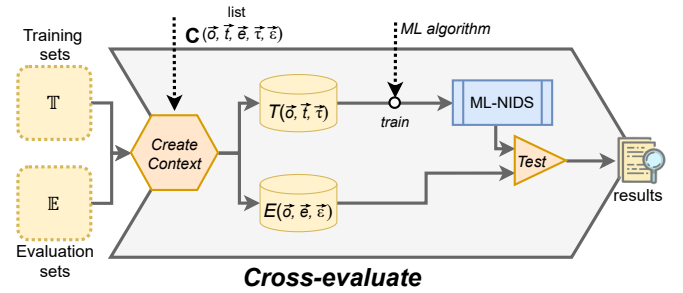 Training
sets
𝕋
𝔼
Evaluation
sets
list
C(o⃗, t⃗, e⃗, τ⃗, ε⃗)
Create
Context
T(o⃗, t⃗, τ⃗)
E(o⃗, e⃗, ε⃗)
ML algorithm
train
ML-NIDS
Test
results
Cross-evaluate